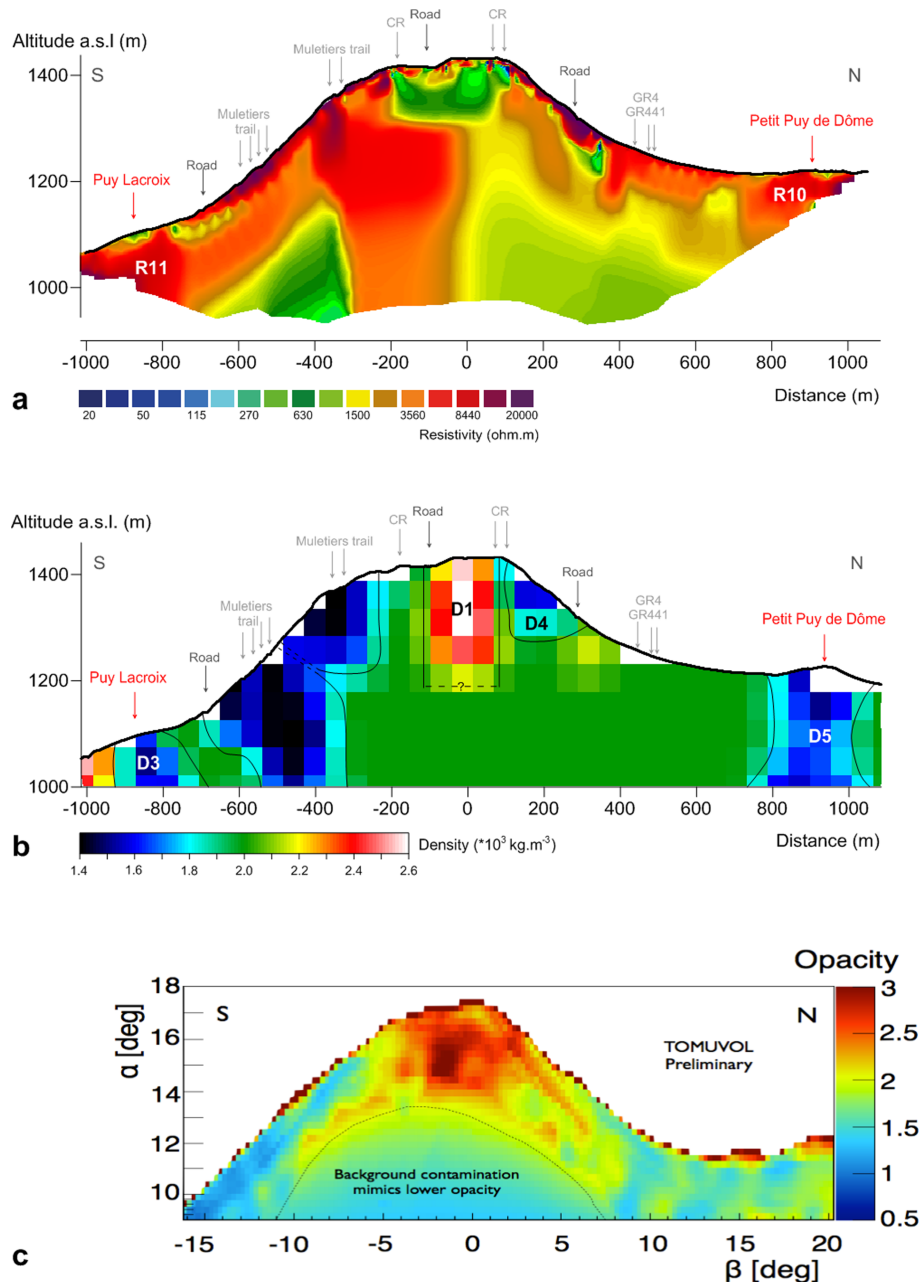 Altitude a.s.l (m)
S
N
CR
Road
CR
Muletiers trail
Road
GR4
GR441
Petit Puy de Dôme
Muletiers
trail
Road
Puy Lacroix
1400
1200
1000
R10
R11
-1000 -800 -600 -400 -200 0 200 400 600 800 1000
Distance (m)
a
20 50 115 270 630 1500 3560 8440 20000
Resistivity (ohm.m)
Altitude a.s.l. (m)
S
N
CR
Road
CR
Muletiers trail
Road
GR4
GR441
Petit Puy de Dôme
Muletiers
trail
Road
Puy Lacroix
1400
1200
1000
D1
D4
?
D3
D5
-1000 -800 -600 -400 -200 0 200 400 600 800 1000
Distance (m)
b
Density (*10³ kg.m⁻³)
1.4 1.6 1.8 2.0 2.2 2.4 2.6
Opacity
18
16
14
12
10
α [deg]
S
N
TOMUVOL
Preliminary
Background contamination
mimics lower opacity
3
2.5
2
1.5
1
0.5
-15 -10 -5 0 5 10 15 20
β [deg]
c